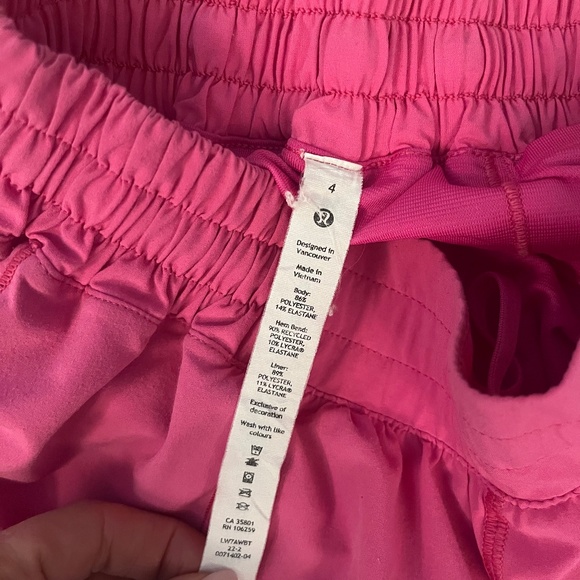 4
Designed in
Vancouver
Made in
Vietnam
Body:
86%
POLYESTER,
14% ELASTANE
Hem Bend:
90% RECYCLED
POLYESTER,
10% LYCRA®
ELASTANE
Liner:
89%
POLYESTER,
11% LYCRA®
ELASTANE
Exclusive of
decoration
Wash with like
colours
CA 35801
RN 106259
LW7AWBT
22-2
0071402-04